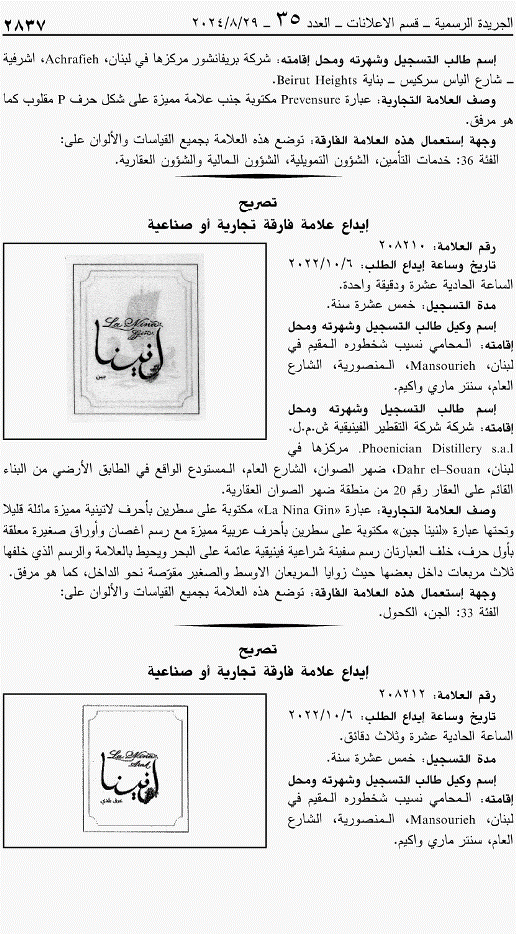 الجريدة الرسمية ــ قسم الاعلانات ــ العدد ٣٥ ــ ٢٠٢٤/٨/٢٩ ٢٨٣٧
إسم طالب التسجيل وشهرته ومحل إقامته: شركة بريفانشور مركزها في لبنان، Achrafieh، اشرفية
ــ شارع الياس سركيس ــ بناية Beirut Heights.
وصف العلامة التجارية: عبارة Prevensure مكتوبة جنب علامة مميزة على شكل حرف P مقلوب كما
هو مرفق.
وجهة إستعمال هذه العلامة الفارقة: توضع هذه العلامة بجميع القياسات والألوان على:
الفئة 36: خدمات التأمين، الشؤون التمويلية، الشؤون المالية والشؤون العقارية.
تصريح
إيداع علامة فارقة تجارية أو صناعية
رقم العلامة: ٢٠٨٢١٠
تاريخ وساعة إيداع الطلب: ٢٠٢٢/١٠/٦
الساعة الحادية عشرة ودقيقة واحدة.
مدة التسجيل: خمس عشرة سنة.
إسم وكيل طالب التسجيل وشهرته ومحل
إقامته: المحامي نسيب شخطوره المقيم في
لبنان، Mansourieh، المنصورية، الشارع
العام، سنتر ماري واكيم.
La Nina
Gin
لنينا
جين
إسم طالب التسجيل وشهرته ومحل
إقامته: شركة شركة التقطير الفينيقية ش.م.ل.
Phoenician Distillery s.a.l. مركزها في
لبنان، Dahr el–Souan، ضهر الصوان، الشارع العام، المستودع الواقع في الطابق الأرضي من البناء
القائم على العقار رقم 20 من منطقة ضهر الصوان العقارية.
وصف العلامة التجارية: عبارة «La Nina Gin» مكتوبة على سطرين بأحرف لاتينية مميزة مائلة قليلا
وتحتها عبارة «لنينا جين» مكتوبة على سطرين بأحرف عربية مميزة مع رسم اغصان وأوراق صغيرة معلقة
بأول حرف، خلف العبارتان رسم سفينة شراعية فينيقية عائمة على البحر ويحيط بالعلامة والرسم الذي خلفها
ثلاث مربعات داخل بعضها حيث زوايا المربعان الاوسط والصغير مقوّصة نحو الداخل، كما هو مرفق.
وجهة إستعمال هذه العلامة الفارقة: توضع هذه العلامة بجميع القياسات والألوان على:
الفئة 33: الجن، الكحول.
تصريح
إيداع علامة فارقة تجارية أو صناعية
رقم العلامة: ٢٠٨٢١٢
تاريخ وساعة إيداع الطلب: ٢٠٢٢/١٠/٦
الساعة الحادية عشرة وثلاث دقائق.
مدة التسجيل: خمس عشرة سنة.
إسم وكيل طالب التسجيل وشهرته ومحل
إقامته: المحامي نسيب شخطوره المقيم في
لبنان، Mansourieh، المنصورية، الشارع
العام، سنتر ماري واكيم.
La Nina
Arak
لنينا
عرق بلدي